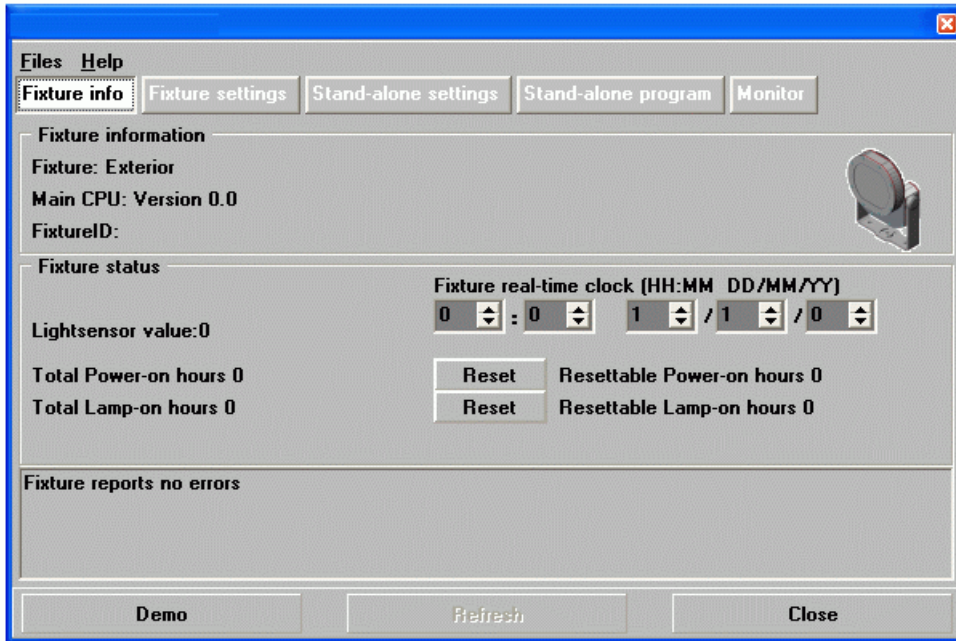 Files Help
Fixture info Fixture settings Stand-alone settings Stand-alone program Monitor
Fixture information
Fixture: Exterior
Main CPU: Version 0.0
FixtureID:
Fixture status
Fixture real-time clock (HH:MM DD/MM/YY)
0 : 0 1 / 1 / 0
Lightsensor value:0
Total Power-on hours 0 Reset Resettable Power-on hours 0
Total Lamp-on hours 0 Reset Resettable Lamp-on hours 0
Fixture reports no errors
Demo Refresh Close